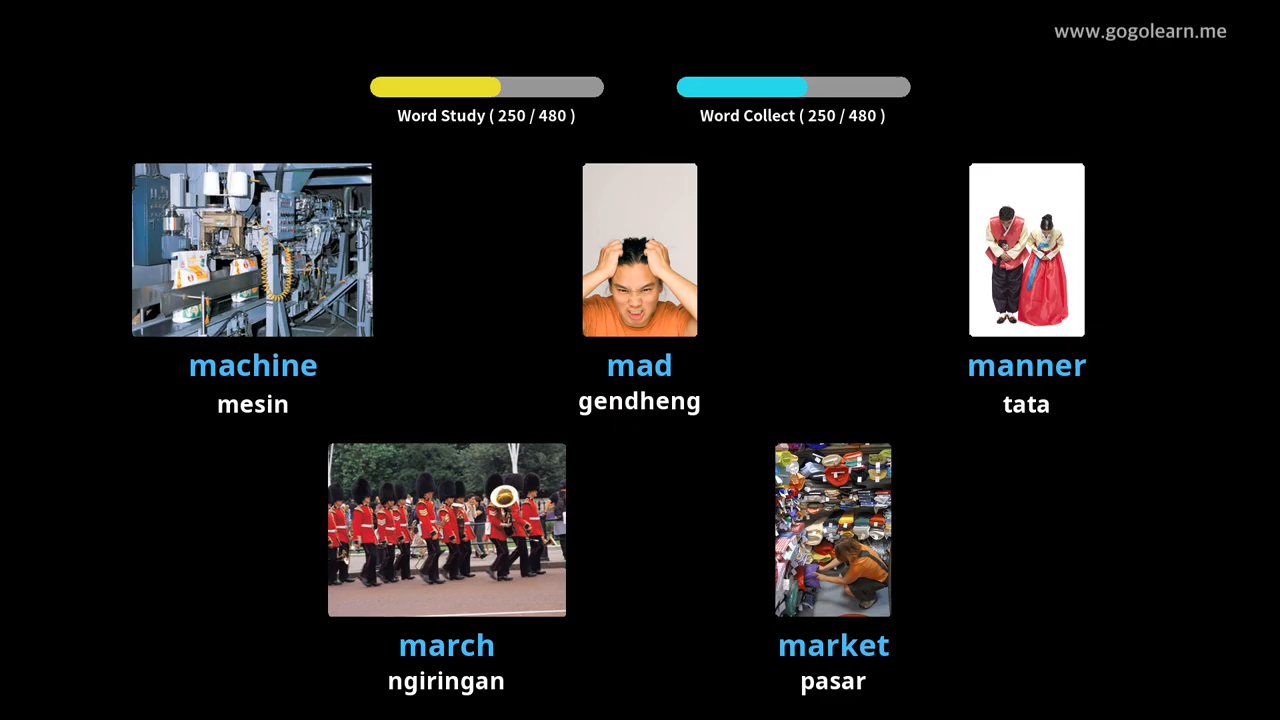 www.gogolearn.me
Word Study ( 250 / 480 )
Word Collect ( 250 / 480 )
machine
mesin
mad
gendheng
manner
tata
march
ngiringan
market
pasar